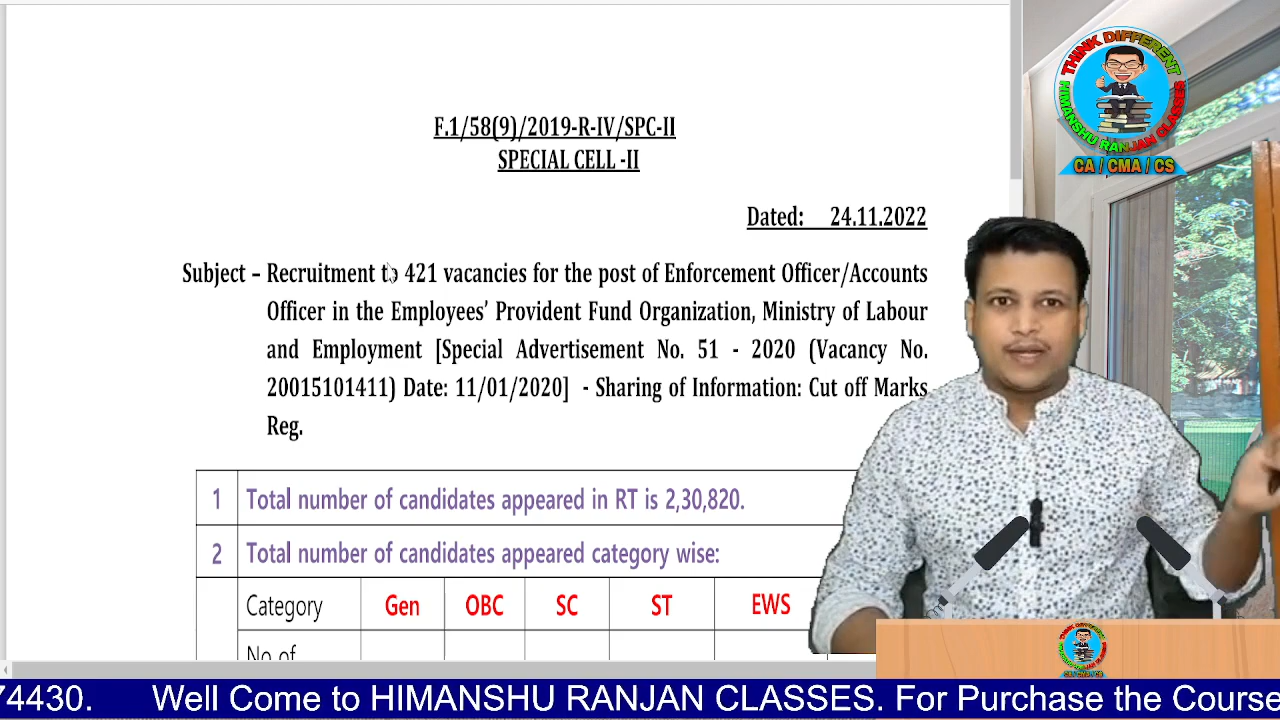 F.1/58(9)/2019-R-IV/SPC-II
SPECIAL CELL -II
Dated: 24.11.2022
Subject – Recruitment to 421 vacancies for the post of Enforcement Officer/Accounts
Officer in the Employees’ Provident Fund Organization, Ministry of Labour
and Employment [Special Advertisement No. 51 - 2020 (Vacancy No.
20015101411) Date: 11/01/2020] - Sharing of Information: Cut off Marks
Reg.
1 Total number of candidates appeared in RT is 2,30,820.
2 Total number of candidates appeared category wise:
Category Gen OBC SC ST EWS
No of
THINK DIFFERENT
HIMANSHU RANJAN CLASSES
CA / CMA / CS
74430. Well Come to HIMANSHU RANJAN CLASSES. For Purchase the Course